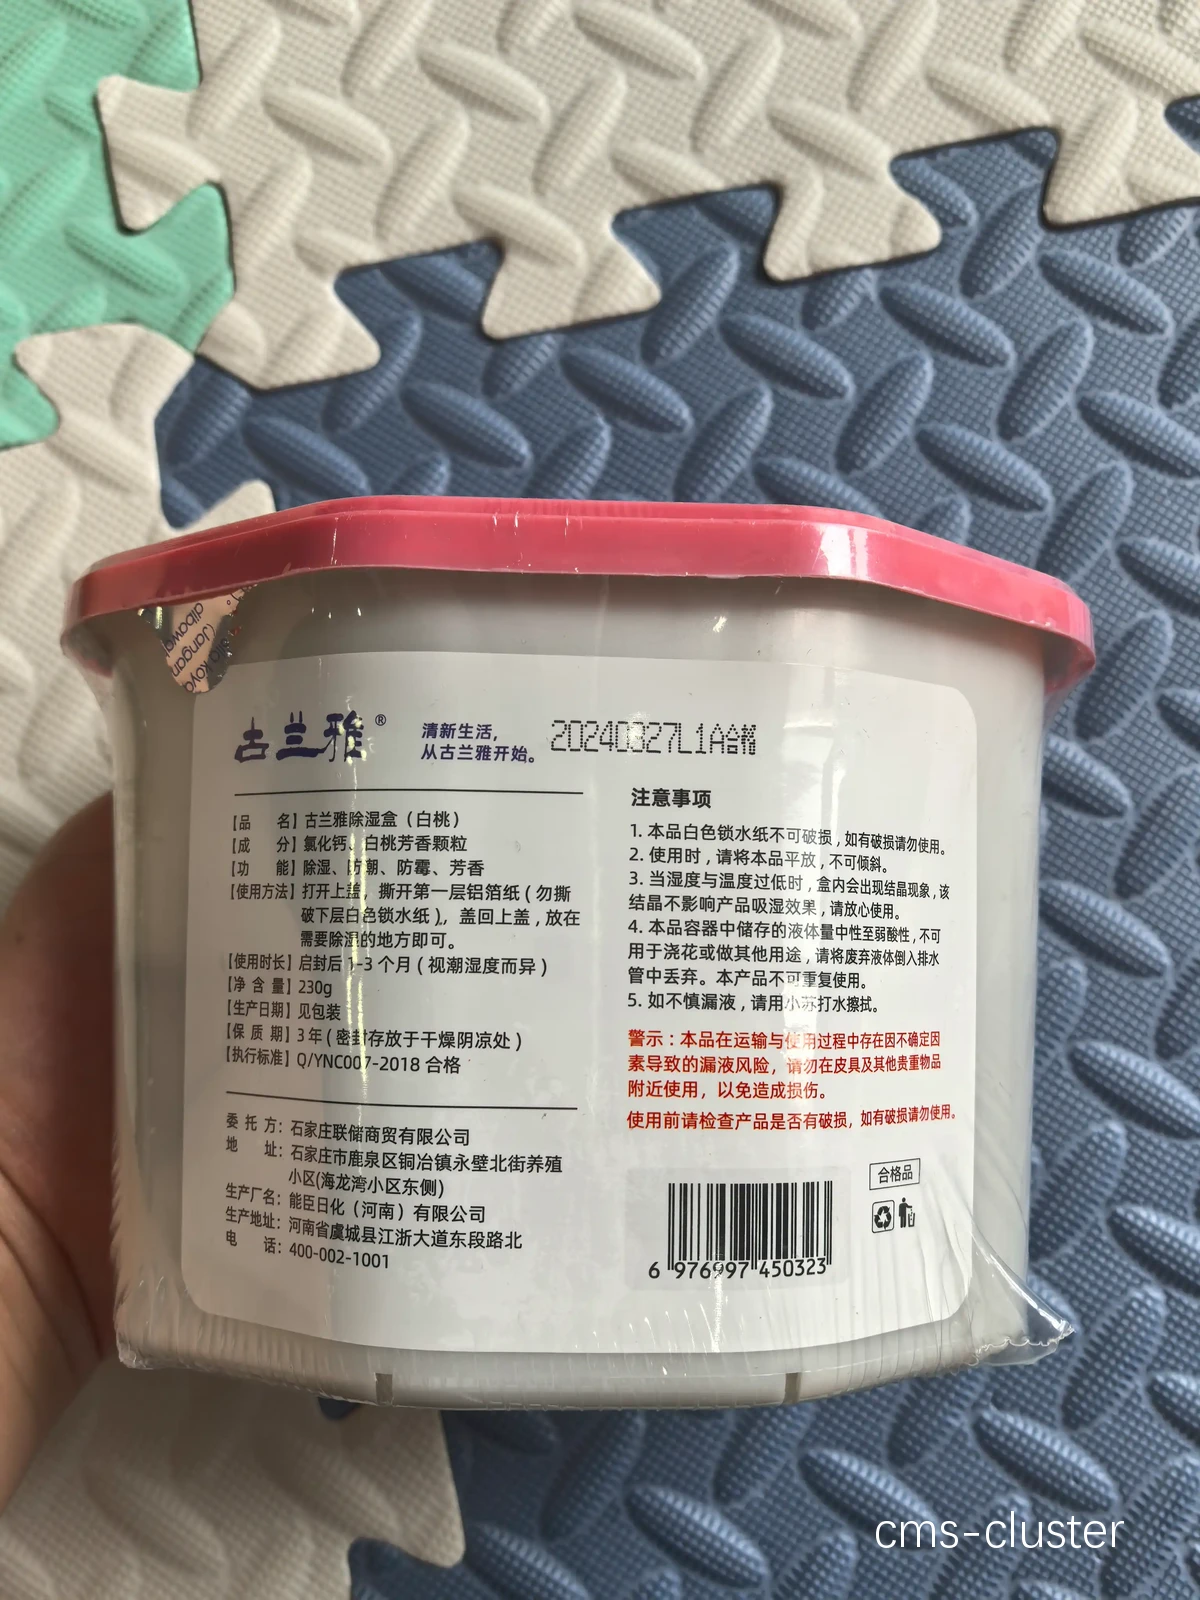 古兰雅®
清新生活，
从古兰雅开始。
20240327L1A合格
【品 名】古兰雅除湿盒（白桃）
【成 分】氯化钙、白桃芳香颗粒
【功 能】除湿、防潮、防霉、芳香
【使用方法】打开上盖，撕开第一层铝箔纸（勿撕
破下层白色锁水纸），盖回上盖，放在
需要除湿的地方即可。
【使用时长】启封后1-3个月（视潮湿度而异）
【净 含 量】230g
【生产日期】见包装
【保 质 期】3年（密封存放于干燥阴凉处）
【执行标准】Q/YNC007-2018 合格
委 托 方：石家庄联储商贸有限公司
地 址：石家庄市鹿泉区铜冶镇永壁北街养殖
小区(海龙湾小区东侧)
生产厂名：能臣日化（河南）有限公司
生产地址：河南省虞城县江浙大道东段路北
电 话：400-002-1001
注意事项
1. 本品白色锁水纸不可破损，如有破损请勿使用。
2. 使用时，请将本品平放，不可倾斜。
3. 当湿度与温度过低时，盒内会出现结晶现象，该
结晶不影响产品吸湿效果，请放心使用。
4. 本品容器中储存的液体量中性至弱酸性，不可
用于浇花或做其他用途，请将废弃液体倒入排水
管中丢弃。本产品不可重复使用。
5. 如不慎漏液，请用小苏打水擦拭。
警示：本品在运输与使用过程中存在因不确定因
素导致的漏液风险，请勿在皮具及其他贵重物品
附近使用，以免造成损伤。
使用前请检查产品是否有破损，如有破损请勿使用。
合格品
6 976997 450323
cms-cluster